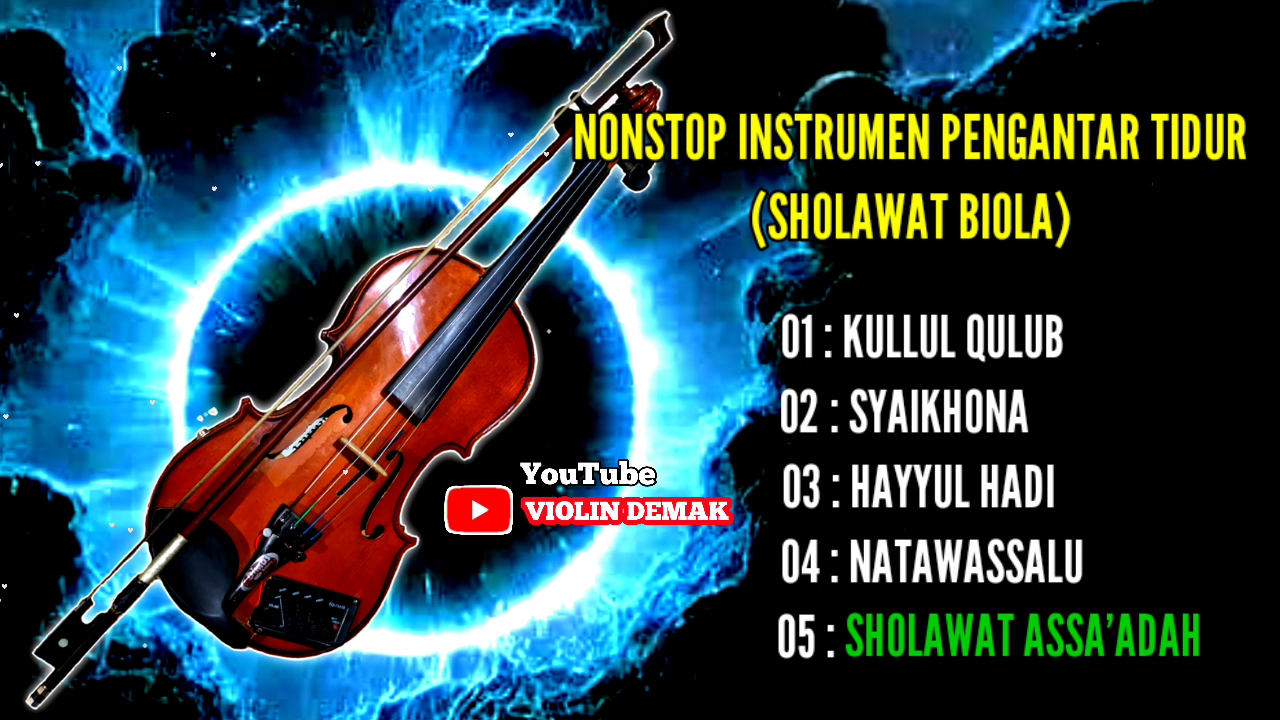 NONSTOP INSTRUMEN PENGANTAR TIDUR
(SHOLAWAT BIOLA)
01 : KULLUL QULUB
02 : SYAIKHONA
03 : HAYYUL HADI
04 : NATAWASSALU
05 : SHOLAWAT ASSA'ADAH
YouTube
VIOLIN DEMAK